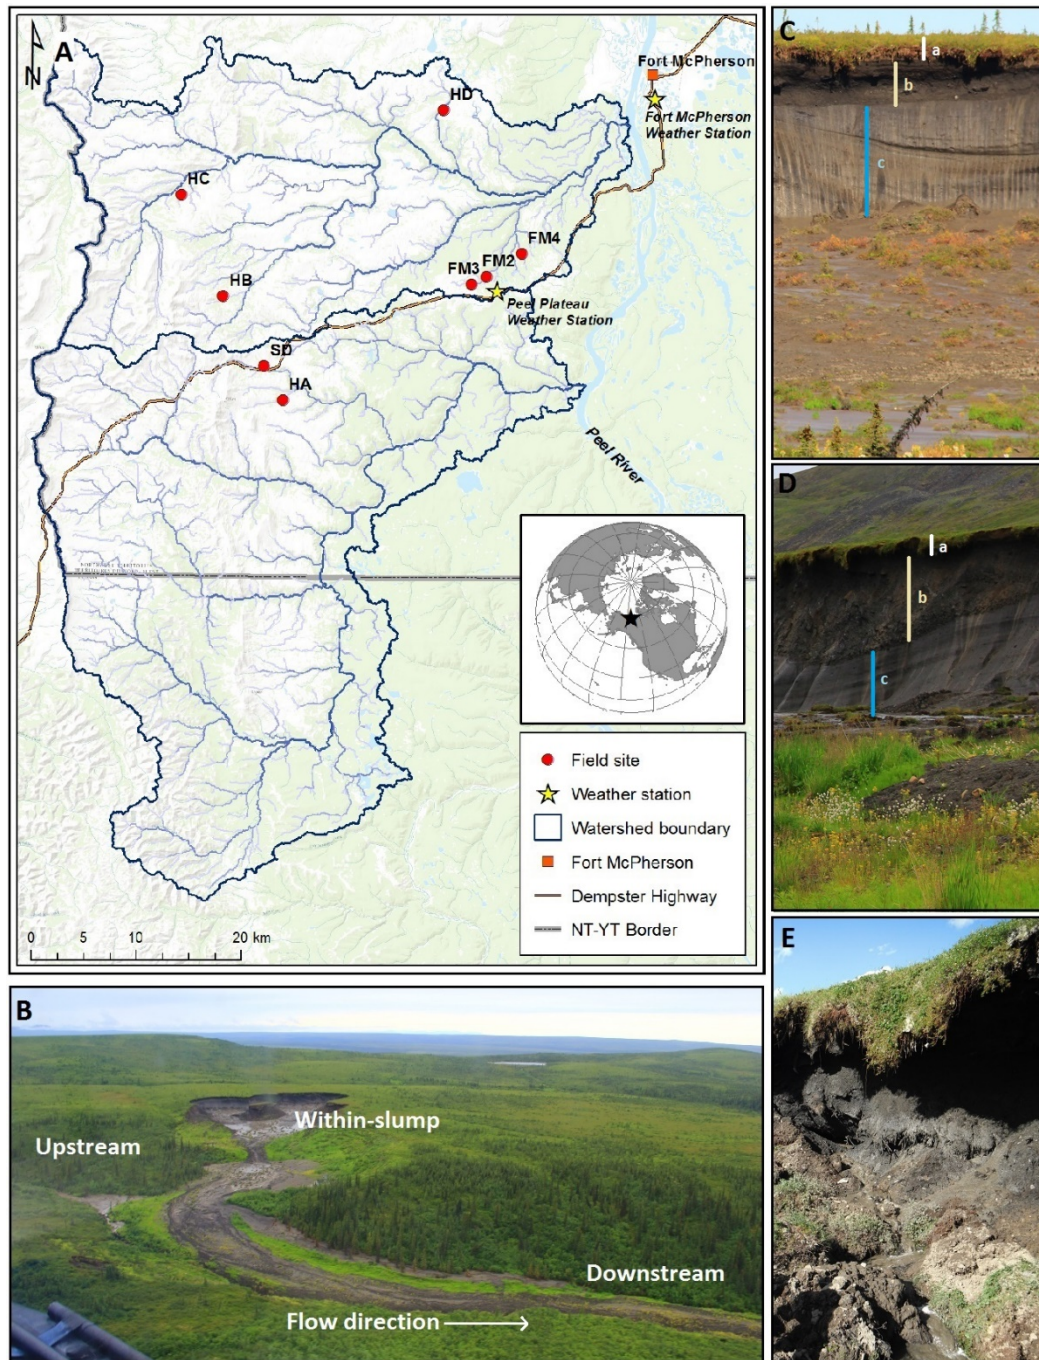 A
N
Fort McPherson
HD
Fort McPherson
Weather Station
HC
FM4
FM2
FM3
HB
Peel Plateau
Weather Station
SD
HA
Peel River
Field site
Weather station
Watershed boundary
Fort McPherson
Dempster Highway
NT-YT Border
0 5 10 20 km
B
Within-slump
Upstream
Downstream
Flow direction
C
a
b
c
D
a
b
c
E